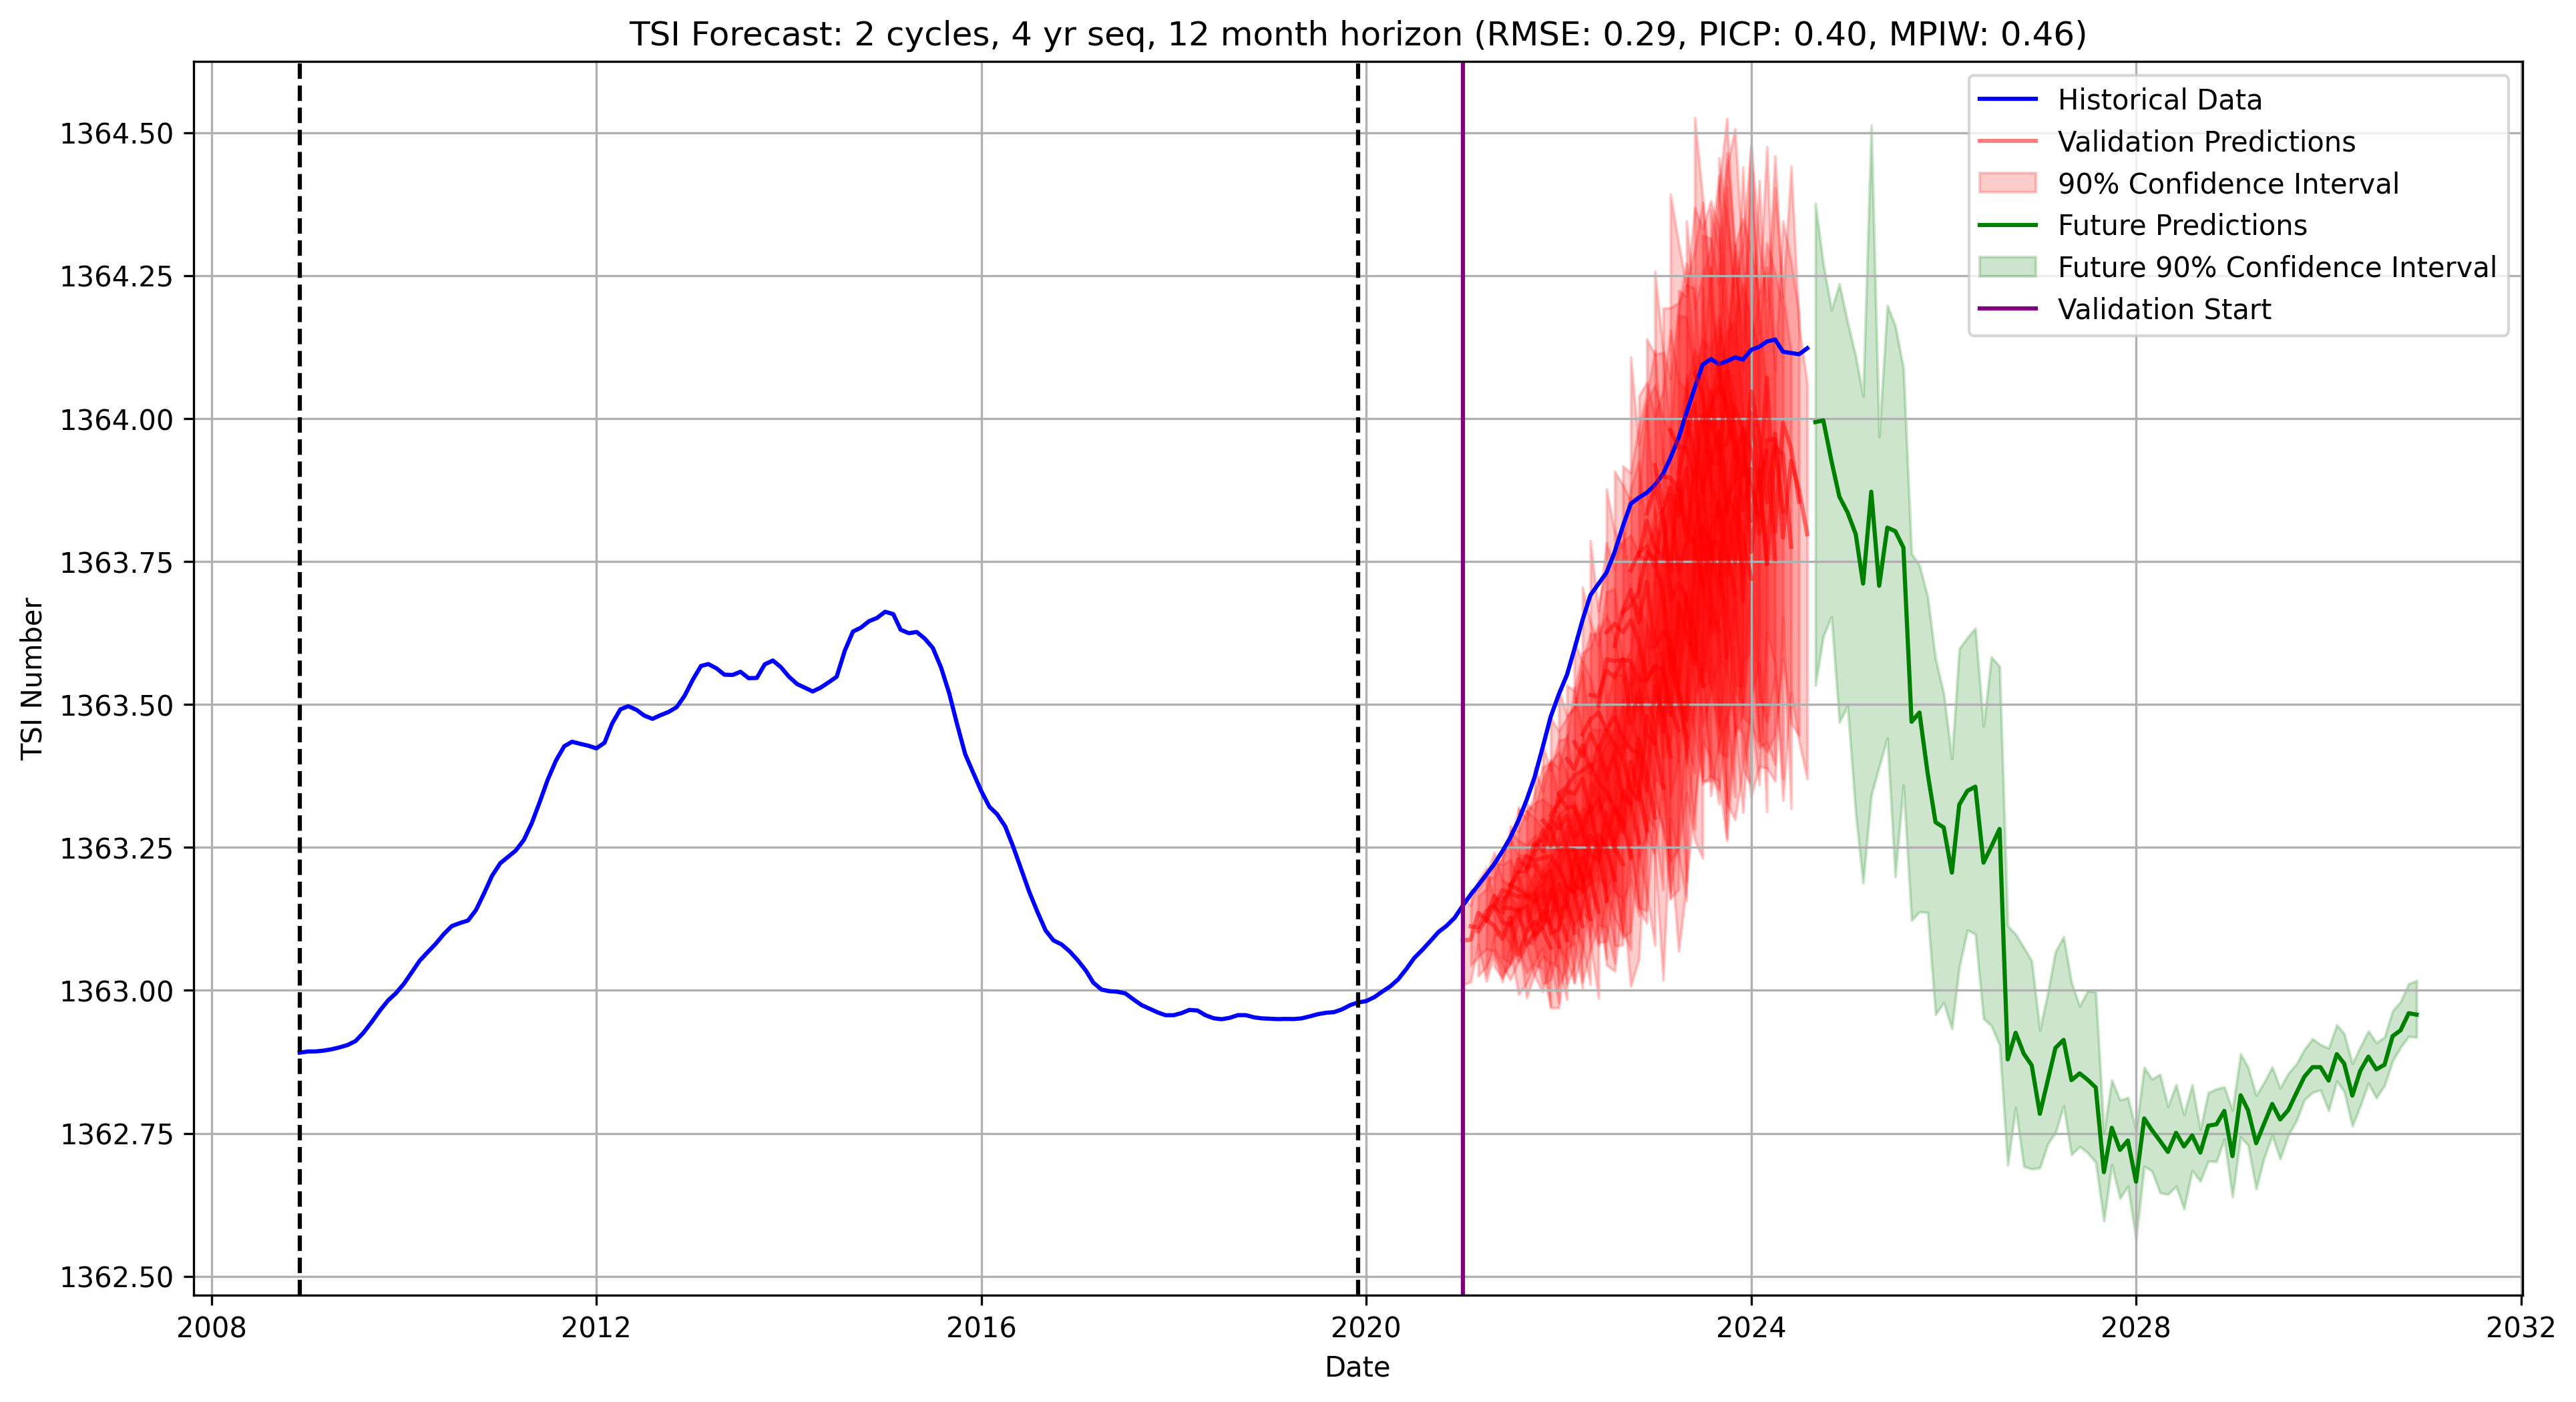 TSI Forecast: 2 cycles, 4 yr seq, 12 month horizon (RMSE: 0.29, PICP: 0.40, MPIW: 0.46)
Historical Data
Validation Predictions
90% Confidence Interval
Future Predictions
Future 90% Confidence Interval
Validation Start
TSI Number
1364.50
1364.25
1364.00
1363.75
1363.50
1363.25
1363.00
1362.75
1362.50
2008 2012 2016 2020 2024 2028 2032
Date